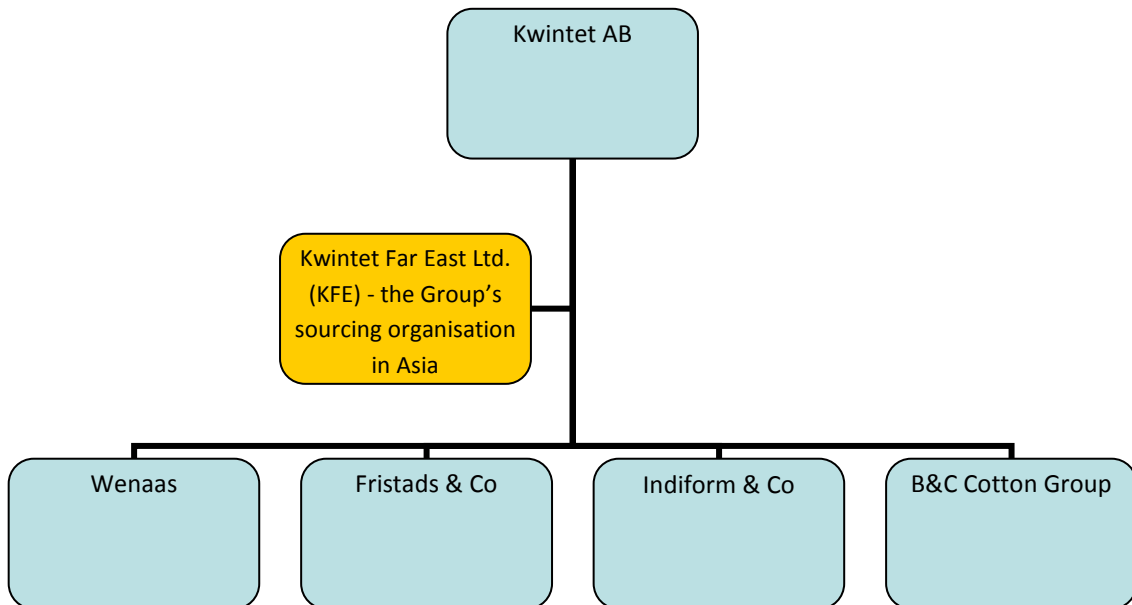 Kwintet AB
Kwintet Far East Ltd.
(KFE) - the Group’s
sourcing organisation
in Asia
Wenaas
Fristads & Co
Indiform & Co
B&C Cotton Group